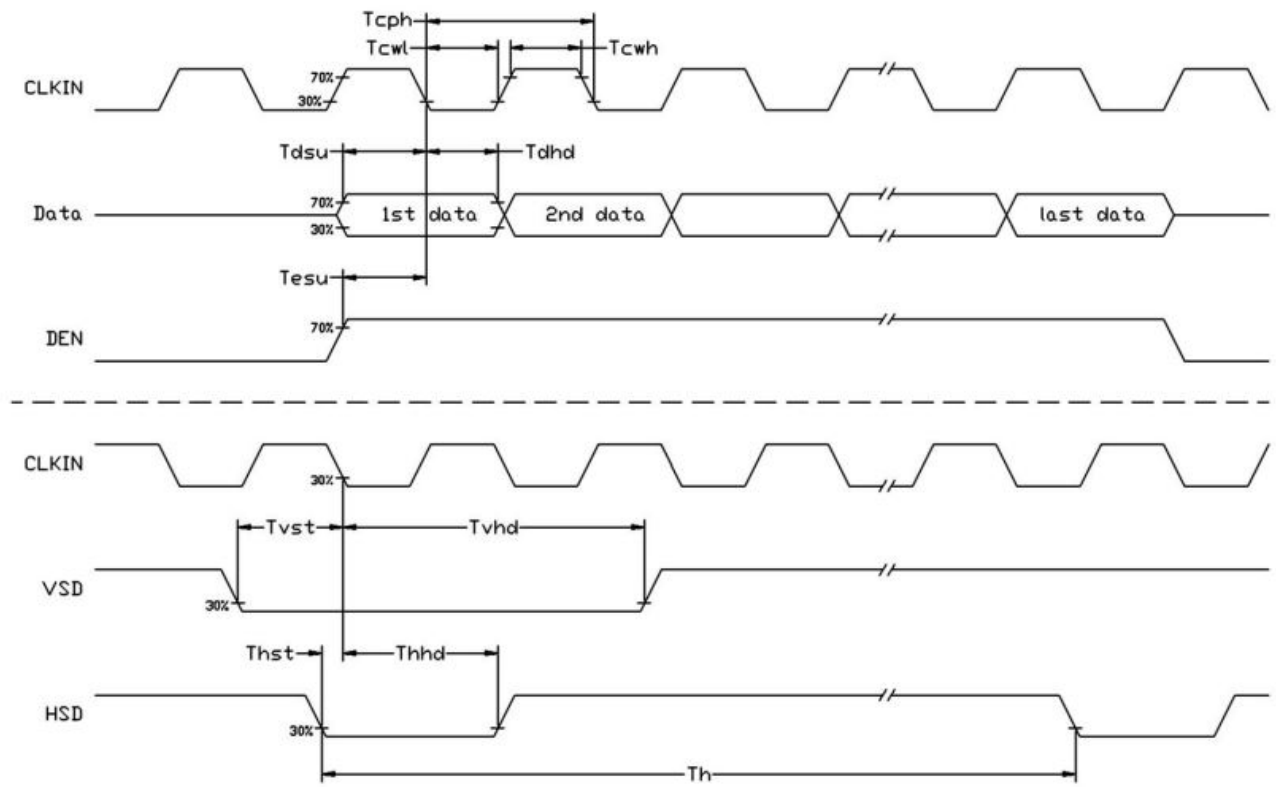 Tcph
Tcwl Tcwh
CLKIN 70%
30%
Tdsu Tdhd
Data 70% 1st data 2nd data last data
30%
Tesu
DEN 70%
CLKIN 30%
Tvst Tvhd
VSD 30%
Thst Thhd
HSD 30%
Th